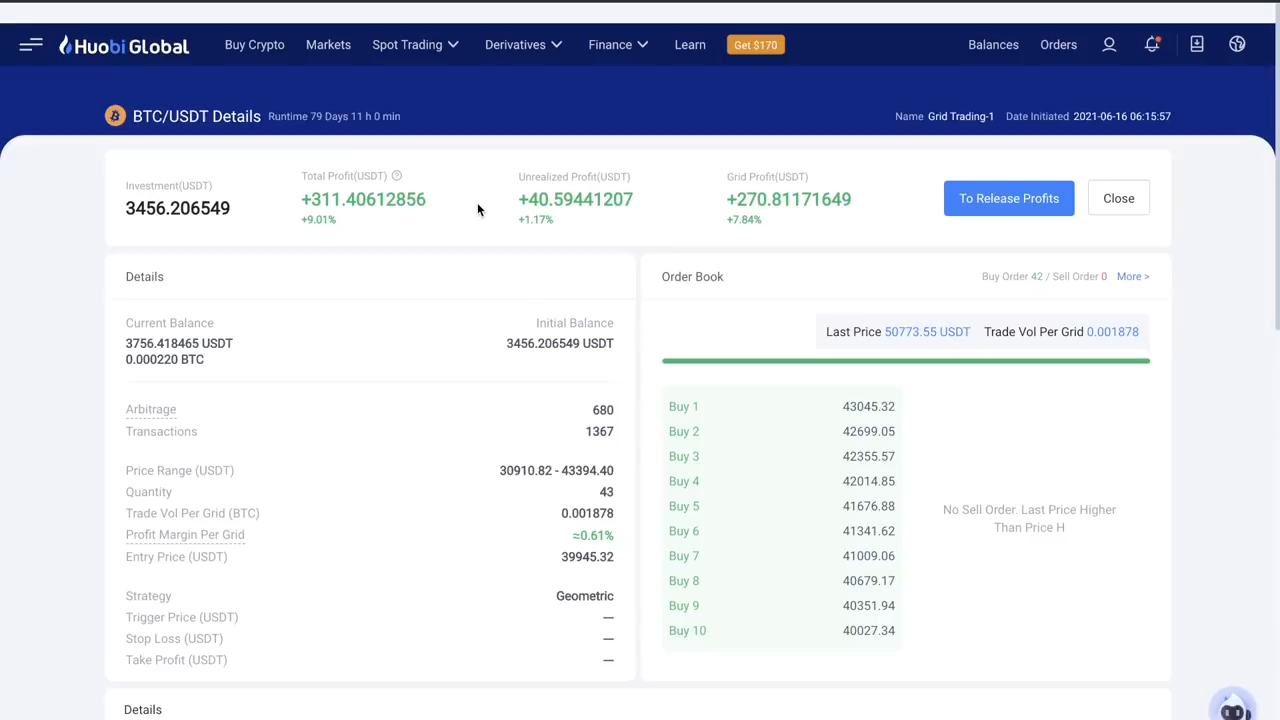 Huobi Global Buy Crypto Markets Spot Trading Derivatives Finance Learn Get $170 Balances Orders
BTC/USDT Details Runtime 79 Days 11 h 0 min Name Grid Trading-1 Date Initiated 2021-06-16 06:15:57
Investment(USDT)
3456.206549
Total Profit(USDT)
+311.40612856
+9.01%
Unrealized Profit(USDT)
+40.59441207
+1.17%
Grid Profit(USDT)
+270.81171649
+7.84%
To Release Profits
Close
Details
Current Balance Initial Balance
3756.418465 USDT 3456.206549 USDT
0.000220 BTC
Arbitrage 680
Transactions 1367
Price Range (USDT) 30910.82 - 43394.40
Quantity 43
Trade Vol Per Grid (BTC) 0.001878
Profit Margin Per Grid ≈0.61%
Entry Price (USDT) 39945.32
Strategy Geometric
Trigger Price (USDT) —
Stop Loss (USDT) —
Take Profit (USDT) —
Order Book Buy Order 42 / Sell Order 0 More >
Last Price 50773.55 USDT Trade Vol Per Grid 0.001878
Buy 1 43045.32
Buy 2 42699.05
Buy 3 42355.57
Buy 4 42014.85
Buy 5 41676.88
Buy 6 41341.62
Buy 7 41009.06
Buy 8 40679.17
Buy 9 40351.94
Buy 10 40027.34
No Sell Order. Last Price Higher
Than Price H
Details